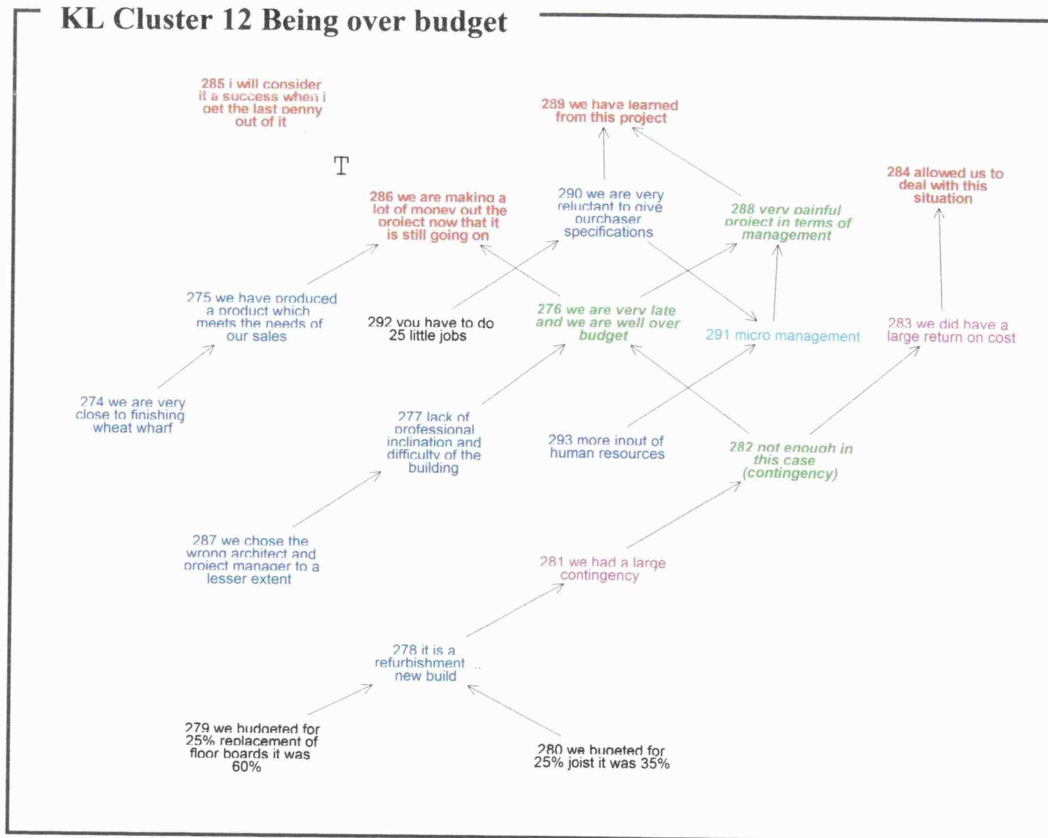 KL Cluster 12 Being over budget
285 i will consider
it a success when i
get the last penny
out of it
289 we have learned
from this project
T
284 allowed us to
deal with this
situation
286 we are making a
lot of money out the
project now that it
is still going on
290 we are very
reluctant to give
purchaser
specifications
288 very painful
project in terms of
management
275 we have produced
a product which
meets the needs of
our sales
292 you have to do
25 little jobs
276 we are very late
and we are well over
budget
291 micro management
283 we did have a
large return on cost
274 we are very
close to finishing
wheat wharf
277 lack of
professional
inclination and
difficulty of the
building
293 more input of
human resources
282 not enough in
this case
(contingency)
287 we chose the
wrong architect and
project manager to a
lesser extent
281 we had a large
contingency
278 it is a
refurbishment ..
new build
279 we budgeted for
25% replacement of
floor boards it was
60%
280 we bugeted for
25% joist it was 35%